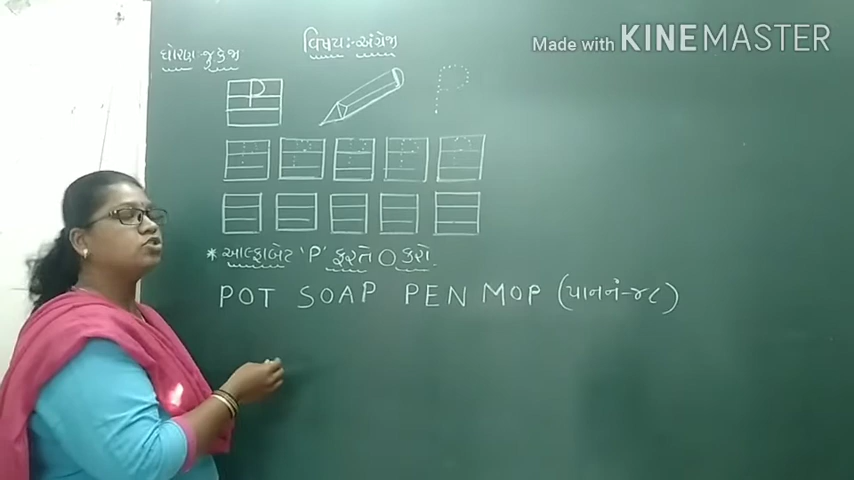 Made with KINEMASTER
ધોરણ:-જુ.કે.જી વિષય:-અંગ્રેજી
P P
* આલ્ફાબેટ 'P' ફરતે O કરો.
POT SOAP PEN MOP (પાનનં-૪૮)